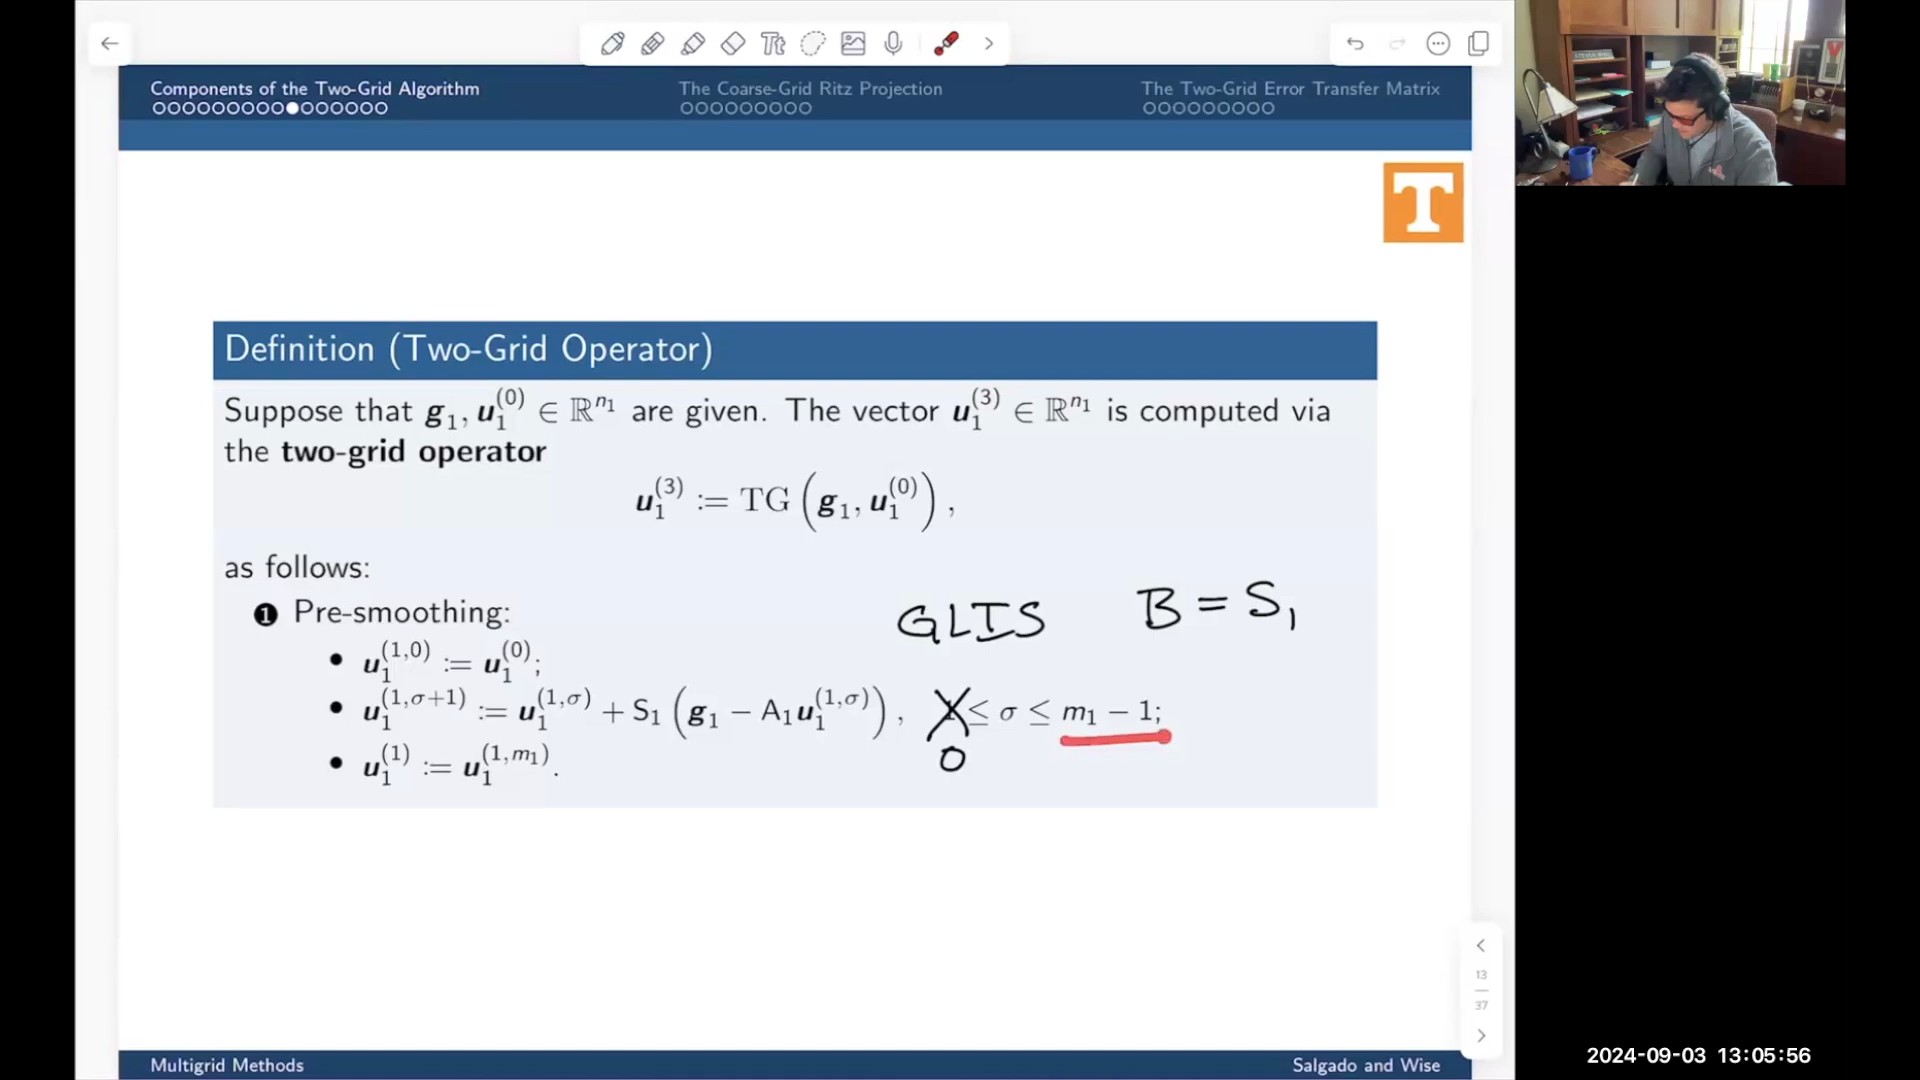 Components of the Two-Grid Algorithm
The Coarse-Grid Ritz Projection
The Two-Grid Error Transfer Matrix
T
Definition (Two-Grid Operator)
Suppose that g₁, u₁⁽⁰⁾ ∈ ℝⁿ¹ are given. The vector u₁⁽³⁾ ∈ ℝⁿ¹ is computed via
the two-grid operator
u₁⁽³⁾ := TG (g₁, u₁⁽⁰⁾),
as follows:
GLIS B = S₁
❶ Pre-smoothing:
• u₁^(1,0) := u₁^(0);
• u₁^(1,σ+1) := u₁^(1,σ) + S₁ (g₁ − A₁u₁^(1,σ)), ≤ σ ≤ m₁ − 1;
0
• u₁^(1) := u₁^(1,m₁).
13
37
Multigrid Methods
Salgado and Wise
2024-09-03 13:05:56